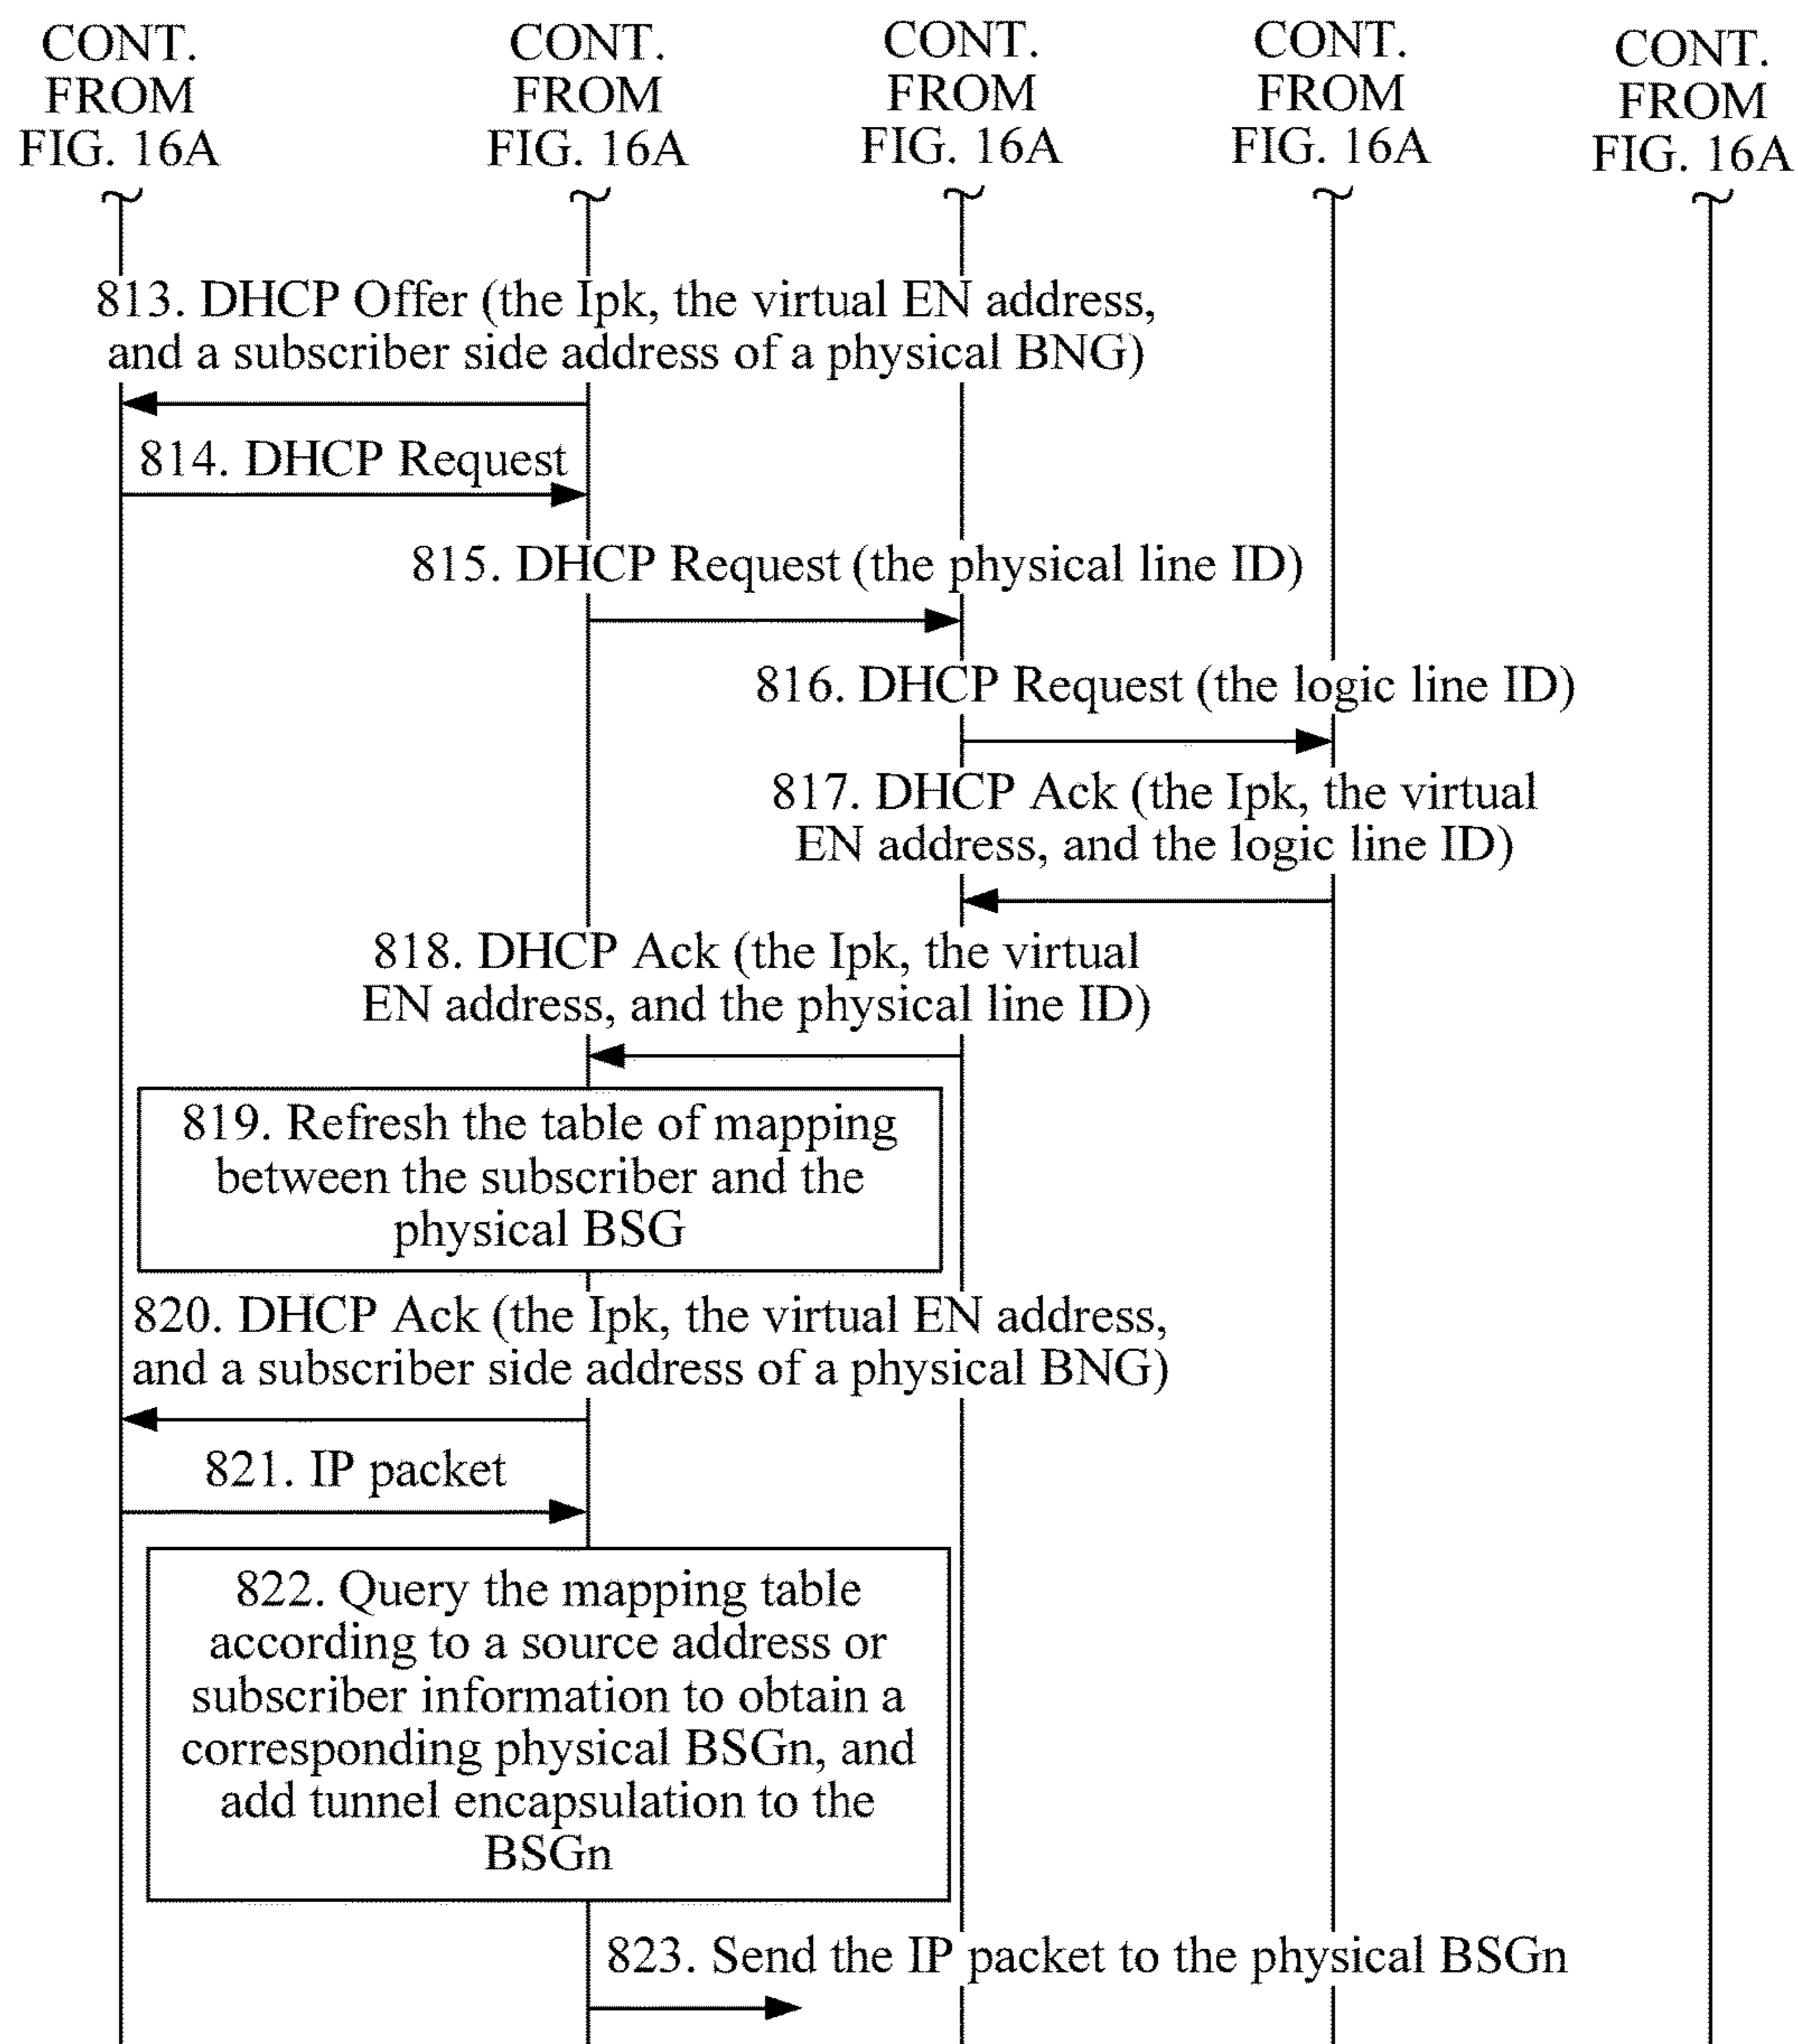 CONT.
FROM
FIG. 16A
CONT.
FROM
FIG. 16A
CONT.
FROM
FIG. 16A
CONT.
FROM
FIG. 16A
CONT.
FROM
FIG. 16A
813. DHCP Offer (the Ipk, the virtual EN address,
and a subscriber side address of a physical BNG)
814. DHCP Request
815. DHCP Request (the physical line ID)
816. DHCP Request (the logic line ID)
817. DHCP Ack (the Ipk, the virtual
EN address, and the logic line ID)
818. DHCP Ack (the Ipk, the virtual
EN address, and the physical line ID)
819. Refresh the table of mapping
between the subscriber and the
physical BSG
820. DHCP Ack (the Ipk, the virtual EN address,
and a subscriber side address of a physical BNG)
821. IP packet
822. Query the mapping table
according to a source address or
subscriber information to obtain a
corresponding physical BSGn, and
add tunnel encapsulation to the
BSGn
823. Send the IP packet to the physical BSGn